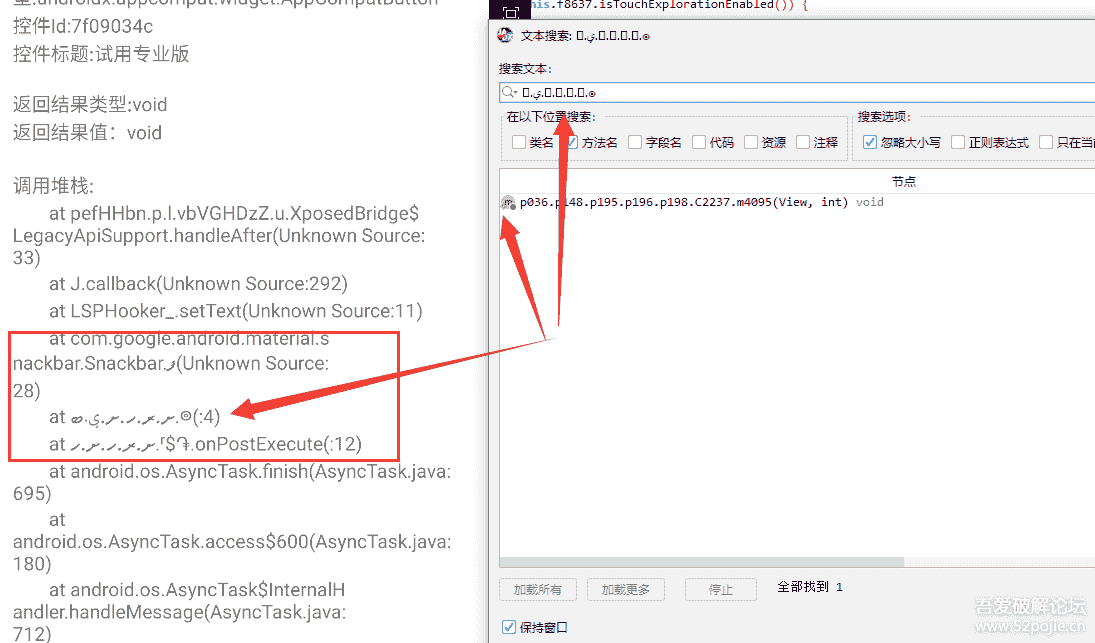 量:androidx.appcompat.widget.AppCompatButton
控件Id:7f09034c
控件标题:试用专业版
返回结果类型:void
返回结果值：void
调用堆栈:
at pefHHbn.p.l.vbVGHDzZ.u.XposedBridge$
LegacyApiSupport.handleAfter(Unknown Source:
33)
at J.callback(Unknown Source:292)
at LSPHooker_.setText(Unknown Source:11)
at com.google.android.material.s
nackbar.Snackbar.(Unknown Source:
28)
at (:4)
at .onPostExecute(:12)
at android.os.AsyncTask.finish(AsyncTask.java:
695)
at
android.os.AsyncTask.access$600(AsyncTask.java:
180)
at android.os.AsyncTask$InternalH
andler.handleMessage(AsyncTask.java:
712)
this.f8637.isTouchExplorationEnabled()) {
文本搜索:
搜索文本:
在以下位置搜索:
搜索选项:
类名 方法名 字段名 代码 资源 注释 忽略大小写 正则表达式 只在当前
节点
p036.p148.p195.p196.p198.C2237.m4095(View, int) void
加载所有 加载更多 停止 全部找到 1
保持窗口
吾爱破解论坛
www.52pojie.cn